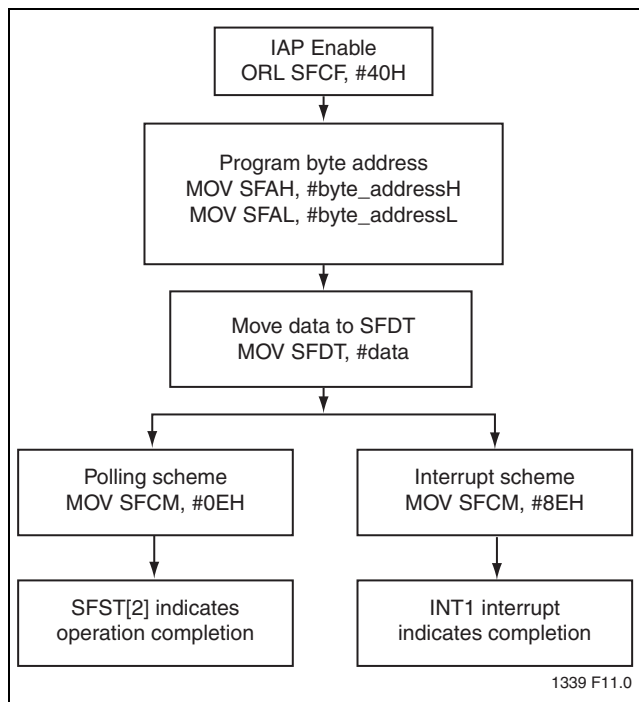 IAP Enable
ORL SFCF, #40H
Program byte address
MOV SFAH, #byte_addressH
MOV SFAL, #byte_addressL
Move data to SFDT
MOV SFDT, #data
Polling scheme
MOV SFCM, #0EH
Interrupt scheme
MOV SFCM, #8EH
SFST[2] indicates
operation completion
INT1 interrupt
indicates completion
1339 F11.0